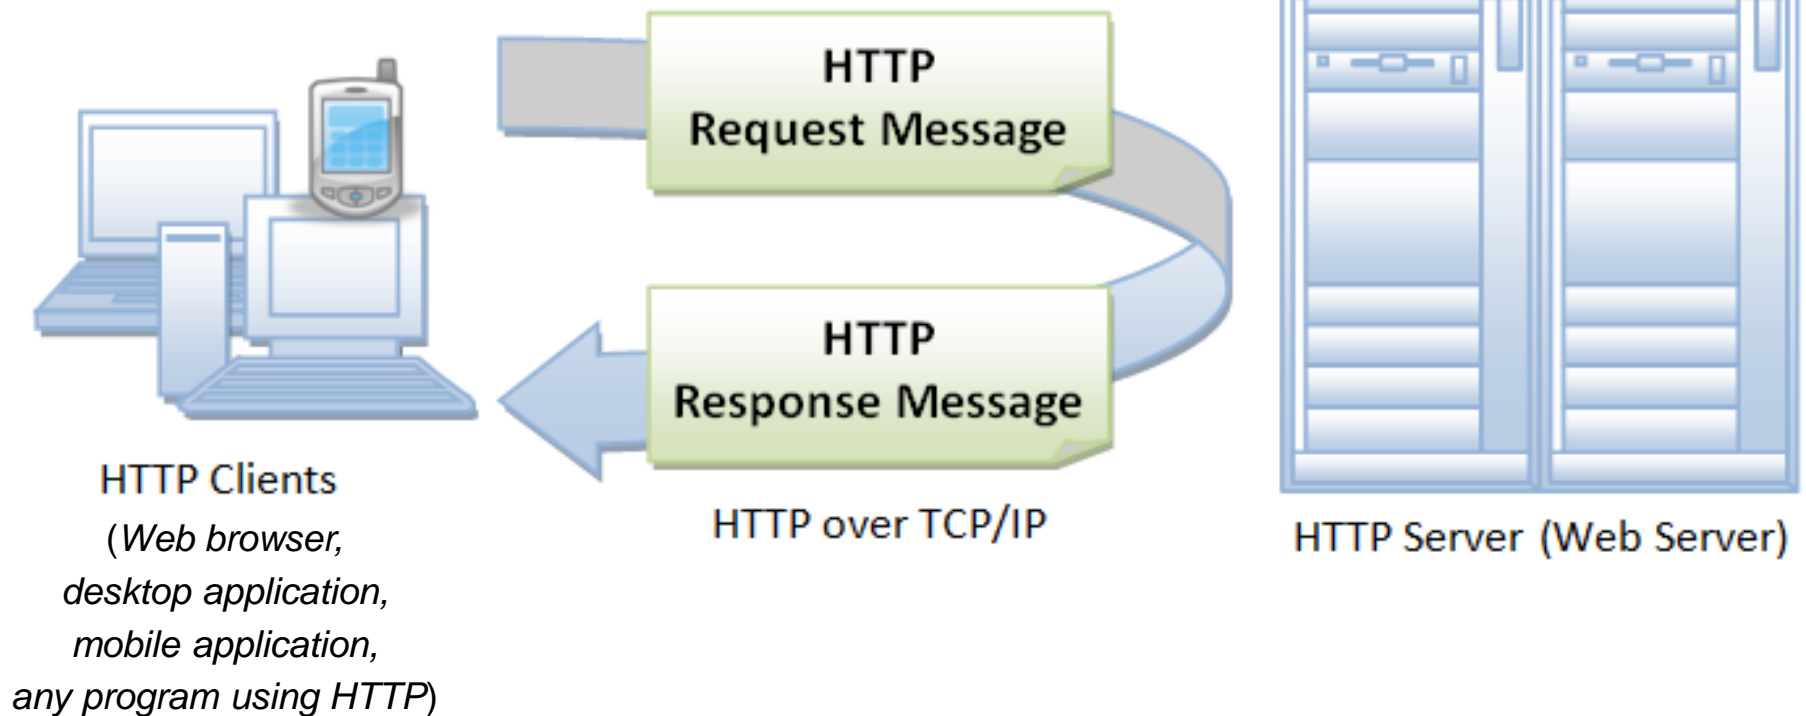 HTTP
Request Message
HTTP
Response Message
HTTP Clients
(Web browser,
desktop application,
mobile application,
any program using HTTP)
HTTP over TCP/IP
HTTP Server (Web Server)